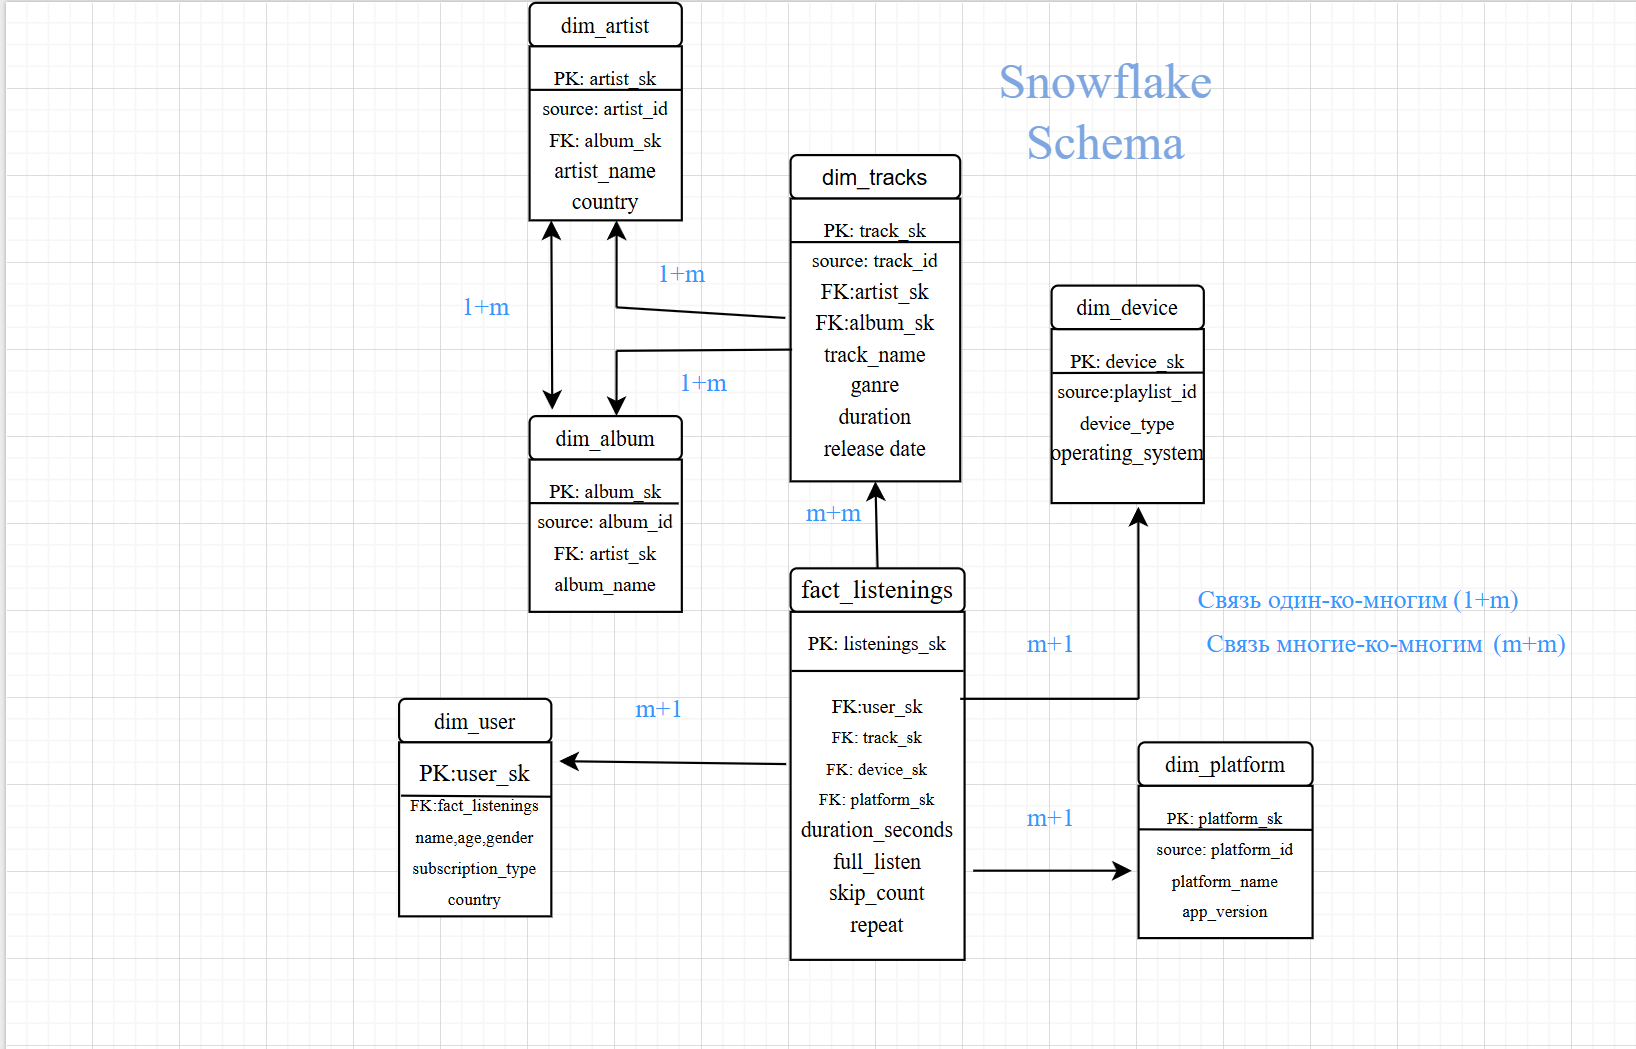 dim_artist
PK: artist_sk
source: artist_id
FK: album_sk
artist_name
country
Snowflake
Schema
dim_tracks
PK: track_sk
source: track_id
FK:artist_sk
FK:album_sk
track_name
ganre
duration
release date
1+m
1+m
1+m
dim_device
PK: device_sk
source:playlist_id
device_type
operating_system
dim_album
PK: album_sk
source: album_id
FK: artist_sk
album_name
m+m
fact_listenings
PK: listenings_sk
FK:user_sk
FK: track_sk
FK: device_sk
FK: platform_sk
duration_seconds
full_listen
skip_count
repeat
m+1
Связь один-ко-многим (1+m)
Связь многие-ко-многим (m+m)
m+1
dim_user
PK:user_sk
FK:fact_listenings
name,age,gender
subscription_type
country
m+1
dim_platform
PK: platform_sk
source: platform_id
platform_name
app_version